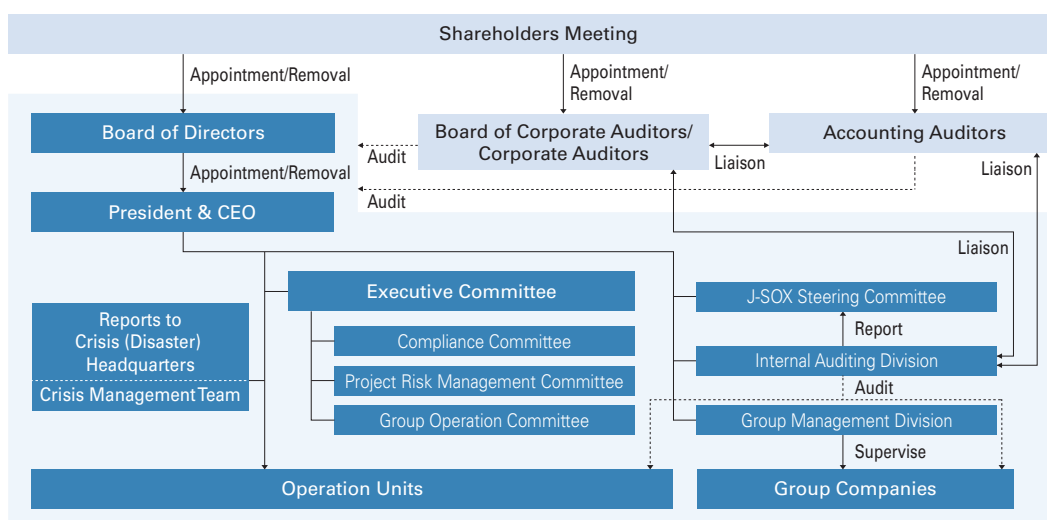 Shareholders Meeting
Appointment/Removal
Appointment/
Removal
Appointment/
Removal
Board of Directors
Board of Corporate Auditors/
Corporate Auditors
Accounting Auditors
Audit
Liaison
Liaison
Appointment/Removal
Audit
President & CEO
Liaison
Executive Committee
J-SOX Steering Committee
Reports to
Crisis (Disaster)
Headquarters
Crisis Management Team
Report
Compliance Committee
Internal Auditing Division
Project Risk Management Committee
Audit
Group Operation Committee
Group Management Division
Supervise
Operation Units
Group Companies